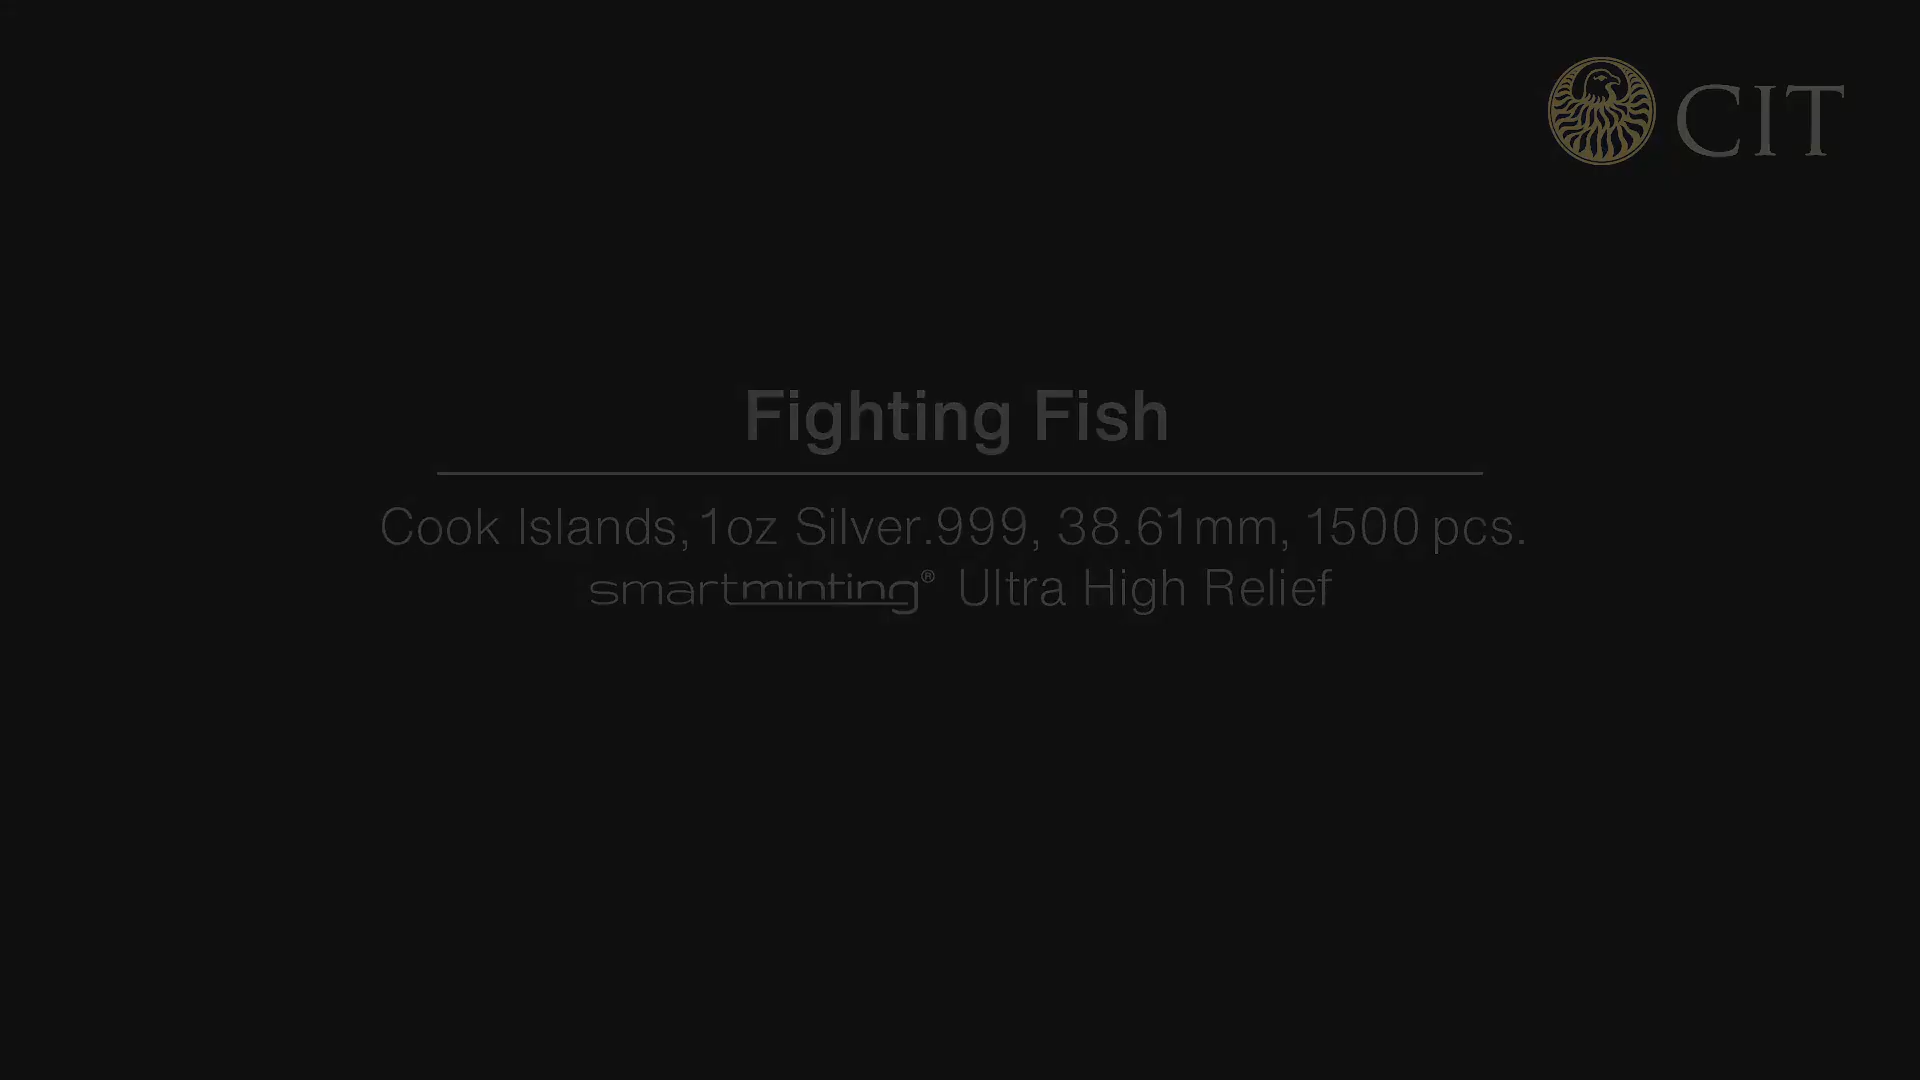 CIT
Fighting Fish
Cook Islands, 1oz Silver.999, 38.61mm, 1500 pcs.
smartminting® Ultra High Relief